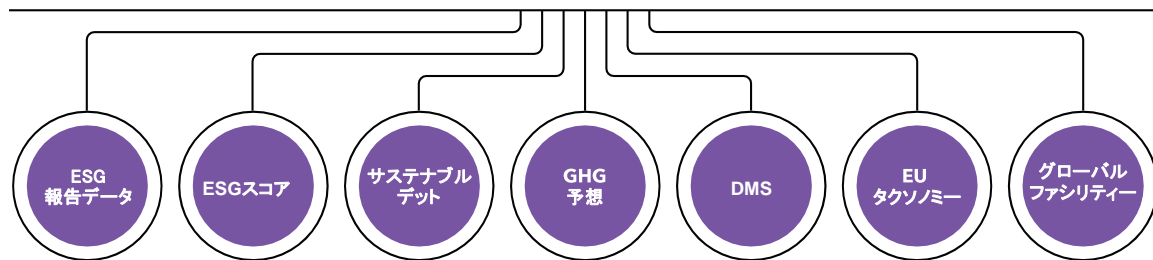 ESG
報告データ
ESGスコア
サステナブル
デット
GHG
予想
DMS
EU
タクソノミー
グローバル
ファシリティー